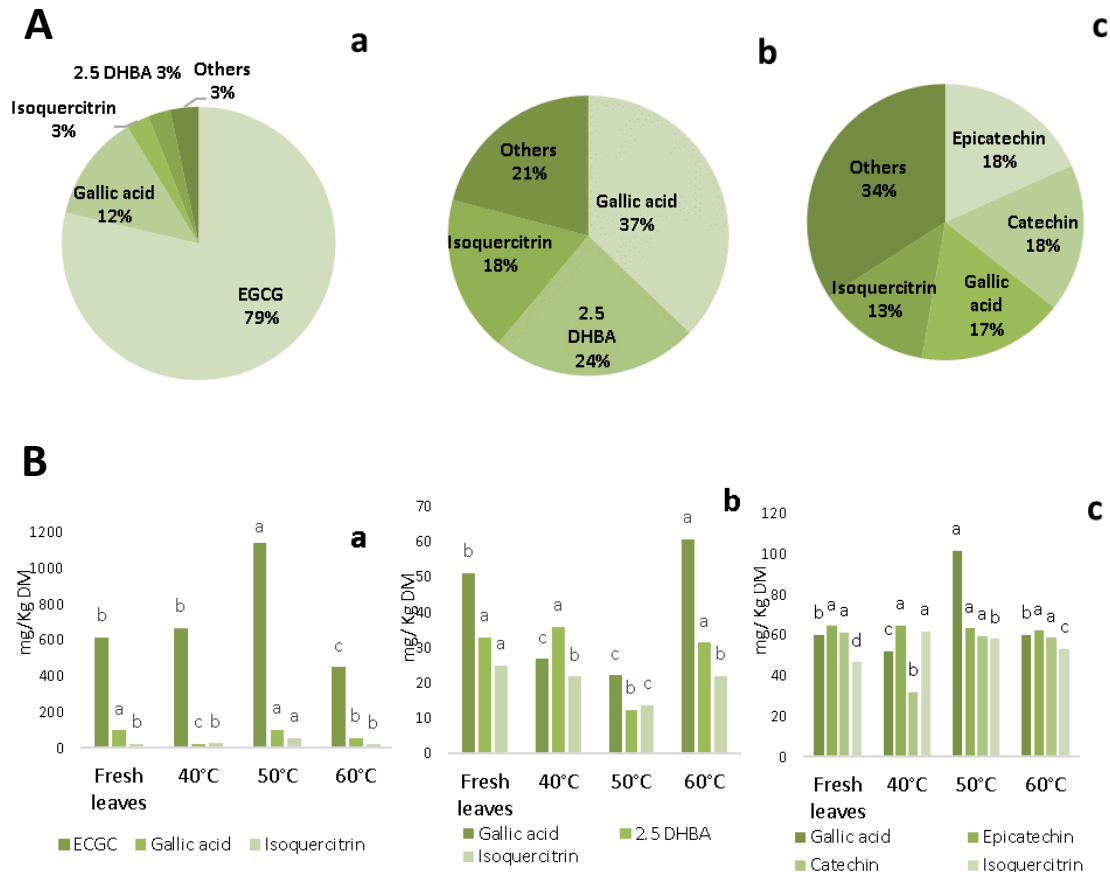 A
a
b
c
2.5 DHBA 3%
Others
3%
Isoquercitrin
3%
Gallic acid
12%
EGCG
79%
Others
21%
Gallic acid
37%
Isoquercitrin
18%
2.5
DHBA
24%
Epicatechin
18%
Others
34%
Catechin
18%
Isoquercitrin
13%
Gallic
acid
17%
B
a
mg/Kg DM
1200
1000
800
600
400
200
0
b a b
b c b
a a a
c b b
Fresh
leaves
40°C
50°C
60°C
ECGC
Gallic acid
Isoquercitrin
b
mg/ Kg DM
70
60
50
40
30
20
10
0
b a a
c a b
c b c
a a b
Fresh
leaves
40°C
50°C
60°C
Gallic acid
2.5 DHBA
Isoquercitrin
c
mg/ Kg DM
120
100
80
60
40
20
0
b a a d
c a b a
a a a b
b a a c
Fresh
leaves
40°C
50°C
60°C
Gallic acid
Epicatechin
Catechin
Isoquercitrin